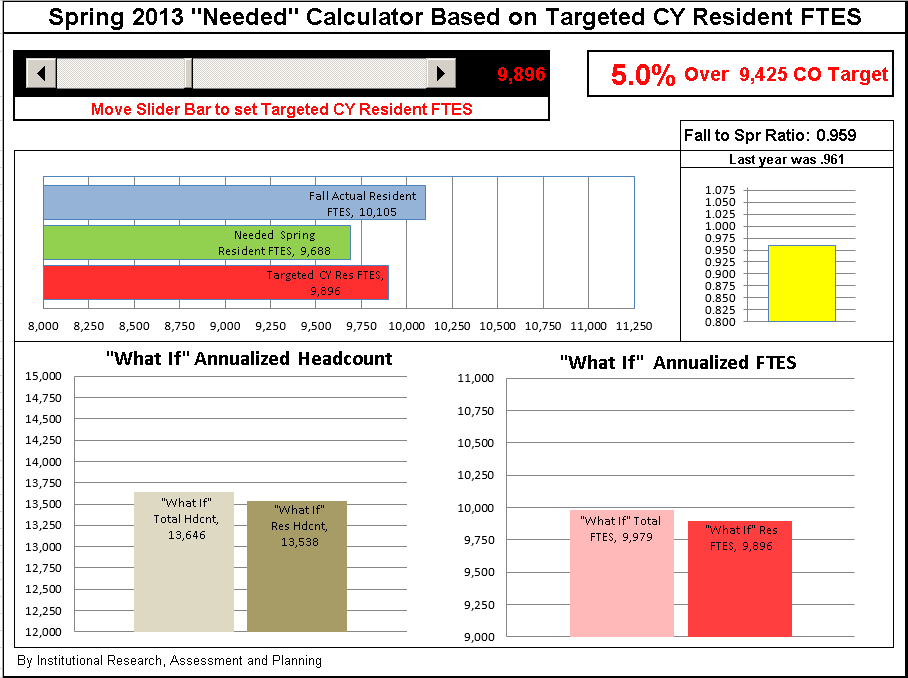 Spring 2013 "Needed" Calculator Based on Targeted CY Resident FTES
9,896
5.0% Over 9,425 CO Target
Move Slider Bar to set Targeted CY Resident FTES
Fall to Spr Ratio: 0.959
Last year was .961
Fall Actual Resident
FTES, 10,105
Needed Spring
Resident FTES, 9,688
Targeted CY Res FTES,
9,896
8,000 8,250 8,500 8,750 9,000 9,250 9,500 9,750 10,000 10,250 10,500 10,750 11,000 11,250
1.075
1.050
1.025
1.000
0.975
0.950
0.925
0.900
0.875
0.850
0.825
0.800
"What If" Annualized Headcount
15,000
14,750
14,500
14,250
14,000
13,750
13,500
13,250
13,000
12,750
12,500
12,250
12,000
"What If"
Total Hdcnt,
13,646
"What If"
Res Hdcnt,
13,538
"What If" Annualized FTES
11,000
10,750
10,500
10,250
10,000
9,750
9,500
9,250
9,000
"What If" Total
FTES, 9,979
"What If" Res
FTES, 9,896
By Institutional Research, Assessment and Planning